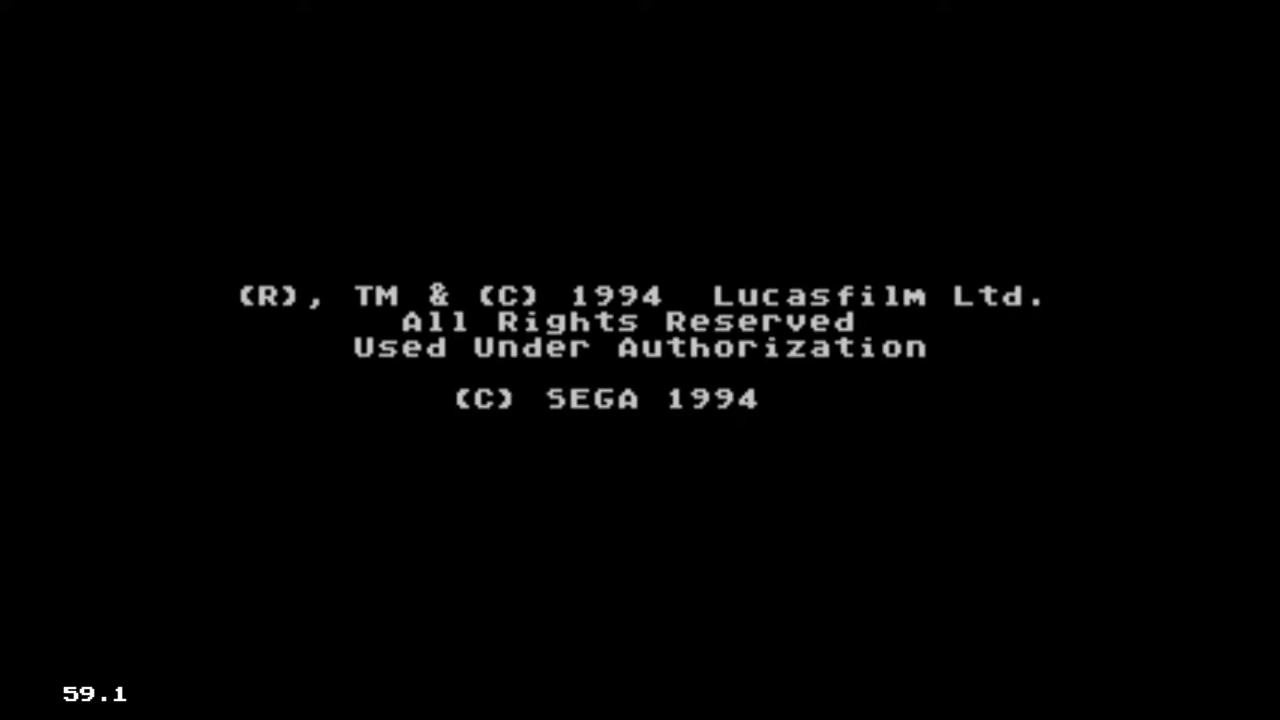 (R), TM & (C) 1994  Lucasfilm Ltd.
All Rights Reserved
Used Under Authorization
(C) SEGA 1994
59.1